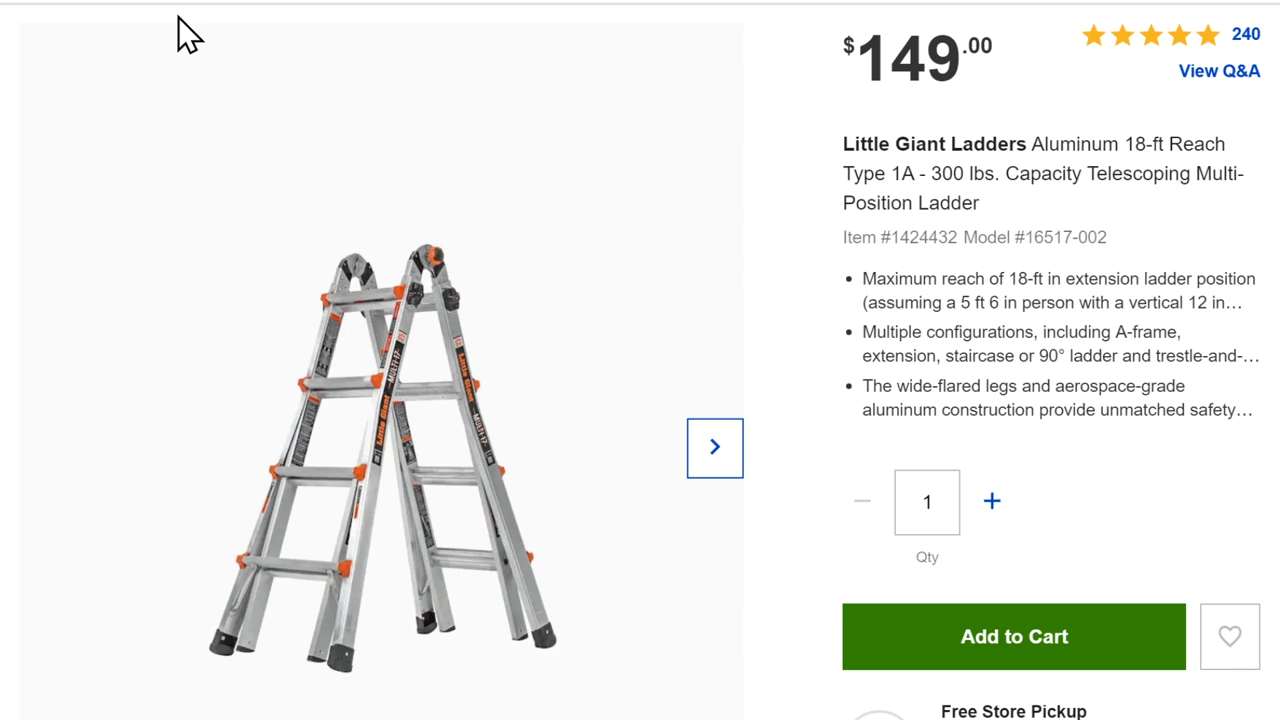 $149.00
240
View Q&A
Little Giant Ladders Aluminum 18-ft Reach
Type 1A - 300 lbs. Capacity Telescoping Multi-
Position Ladder
Item #1424432 Model #16517-002
• Maximum reach of 18-ft in extension ladder position
(assuming a 5 ft 6 in person with a vertical 12 in…
• Multiple configurations, including A-frame,
extension, staircase or 90° ladder and trestle-and-…
• The wide-flared legs and aerospace-grade
aluminum construction provide unmatched safety…
1
Qty
Add to Cart
Free Store Pickup
Little Giant
Little Giant